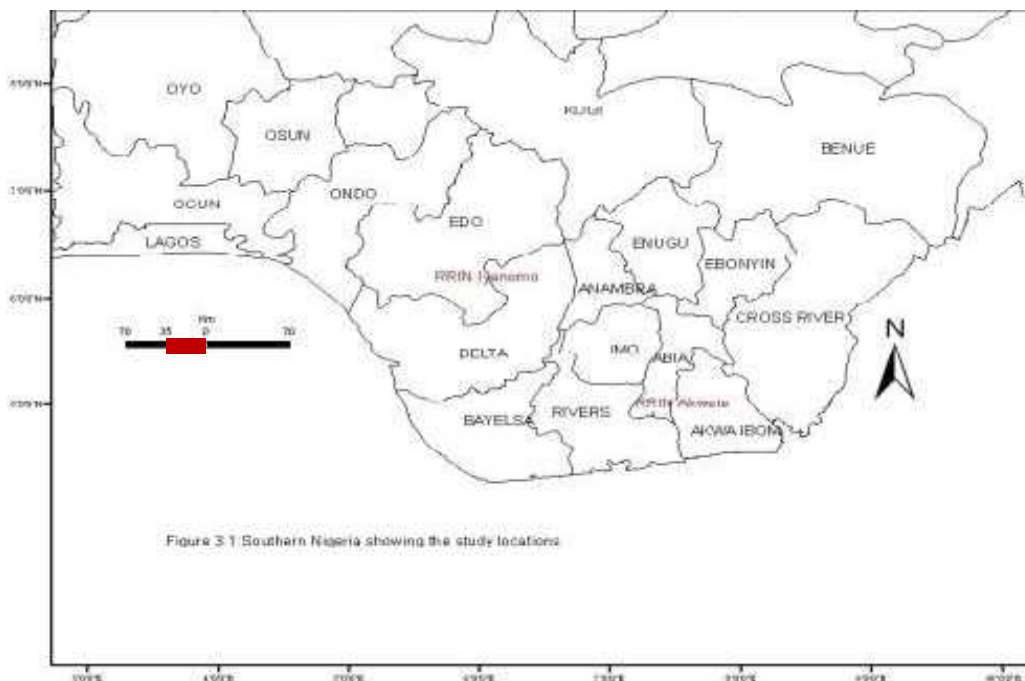 OYO
OSUN
BENUE
ONDO
OGUN
EDO
LAGOS
ENUGU
EBONYIN
RRIN Iyanomo
ANAMBRA
CROSS RIVER
Km
70 35 0 70
N
DELTA
IMO
ABIA
BAYELSA
RIVERS
RRIN Akwete
AKWA IBOM
Figure 3.1 Southern Nigeria showing the study locations